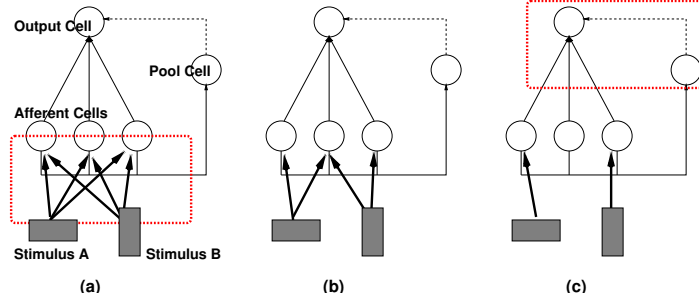 Output Cell
Pool Cell
Afferent Cells
Stimulus A
Stimulus B
(a)
(b)
(c)